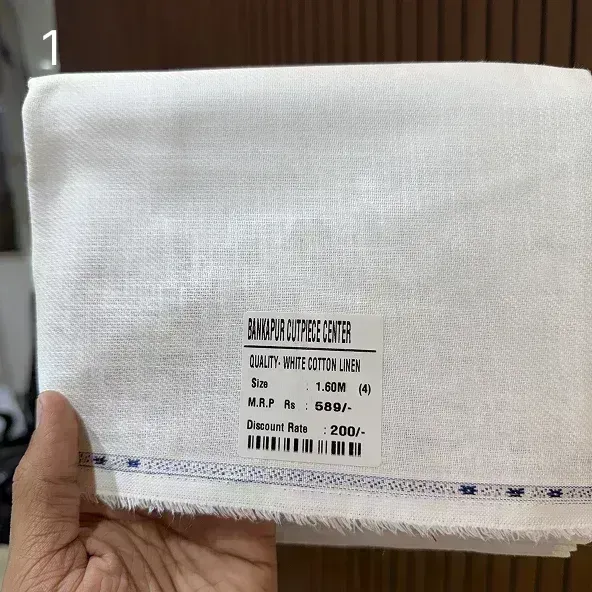 1
BANKAPUR CUTPIECE CENTER
QUALITY- WHITE COTTON LINEN
Size : 1.60M (4)
M.R.P Rs : 589/-
Discount Rate : 200/-